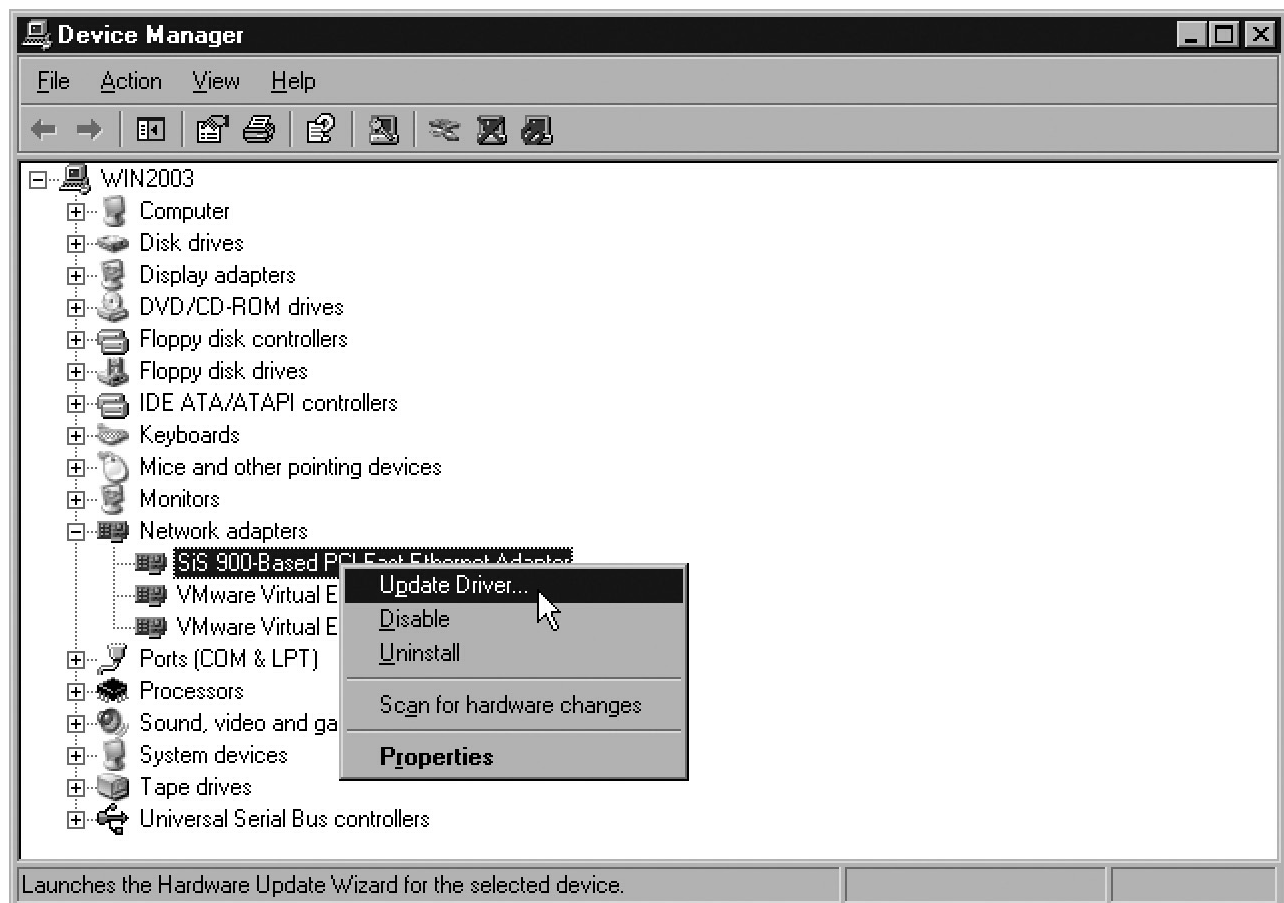 Device Manager
File Action View Help
WIN2003
Computer
Disk drives
Display adapters
DVD/CD-ROM drives
Floppy disk controllers
Floppy disk drives
IDE ATA/ATAPI controllers
Keyboards
Mice and other pointing devices
Monitors
Network adapters
SiS 900-Based PCI Fast Ethernet Adapter
VMware Virtual E
VMware Virtual E
Ports (COM & LPT)
Processors
Sound, video and ga
System devices
Tape drives
Universal Serial Bus controllers
Update Driver...
Disable
Uninstall
Scan for hardware changes
Properties
Launches the Hardware Update Wizard for the selected device.